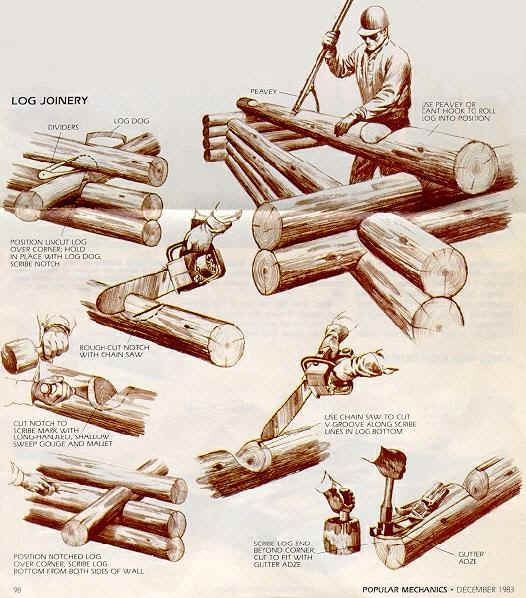 LOG JOINERY
DIVIDERS
LOG DOG
PEAVEY
USE PEAVEY OR
CANT HOOK TO ROLL
LOG INTO POSITION
POSITION UNCUT LOG
OVER CORNER, HOLD
IN PLACE WITH LOG DOG,
SCRIBE NOTCH
ROUGH-CUT NOTCH
WITH CHAIN SAW
CUT NOTCH TO
SCRIBE MARK WITH
LONG-HANDLED, SHALLOW-
SWEEP GOUGE AND MALLET
USE CHAIN SAW TO CUT
V-GROOVE ALONG SCRIBE
LINES IN LOG BOTTOM
POSITION NOTCHED LOG
OVER CORNER, SCRIBE LOG
BOTTOM FROM BOTH SIDES OF WALL
SCRIBE LOG END
BEYOND CORNER,
CUT TO FIT WITH
GUTTER ADZE
GUTTER
ADZE
98
POPULAR MECHANICS • DECEMBER 1983